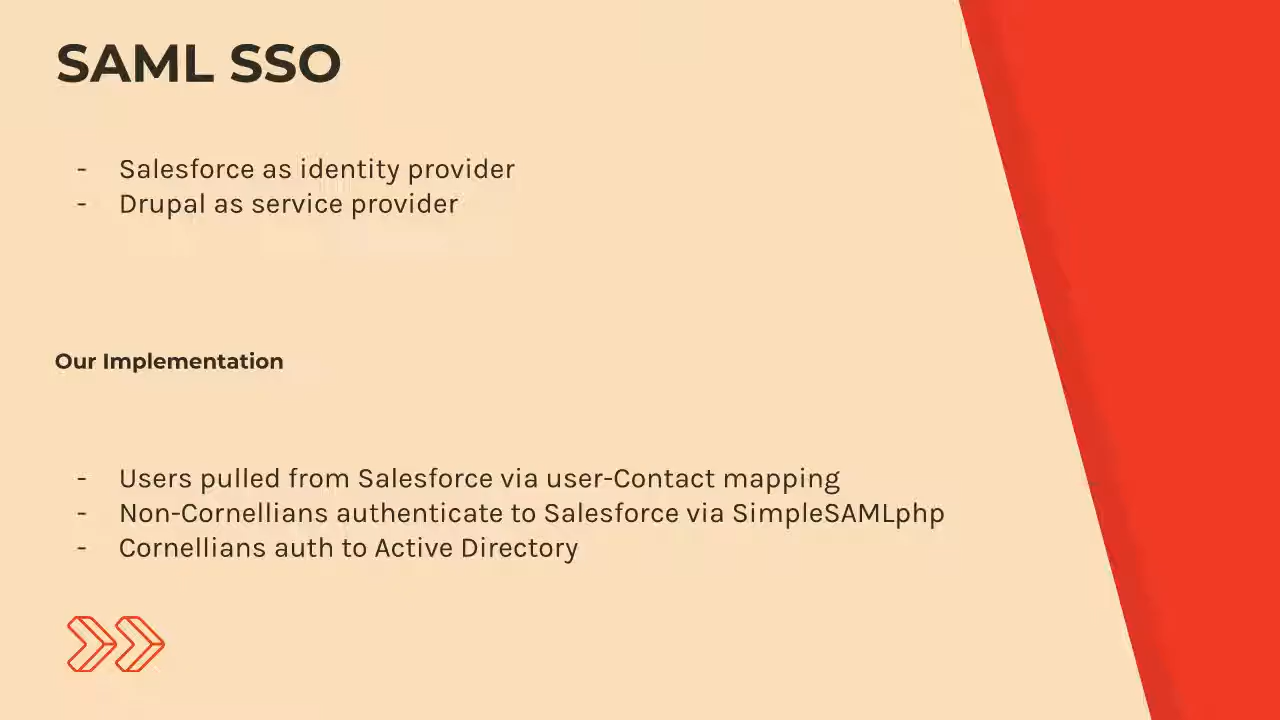 SAML SSO
- Salesforce as identity provider
- Drupal as service provider
Our Implementation
- Users pulled from Salesforce via user-Contact mapping
- Non-Cornellians authenticate to Salesforce via SimpleSAMLphp
- Cornellians auth to Active Directory